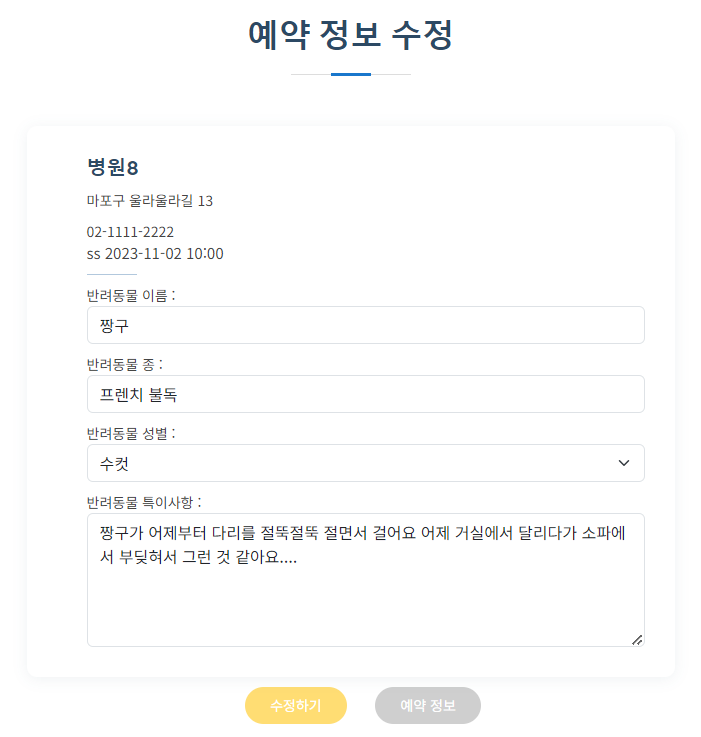 예약 정보 수정
병원8
마포구 울라울라길 13
02-1111-2222
ss 2023-11-02 10:00
반려동물 이름 :
짱구
반려동물 종 :
프렌치 불독
반려동물 성별 :
수컷
반려동물 특이사항 :
짱구가 어제부터 다리를 절뚝절뚝 절면서 걸어요 어제 거실에서 달리다가 소파에
서 부딪혀서 그런 것 같아요....
수정하기
예약 정보